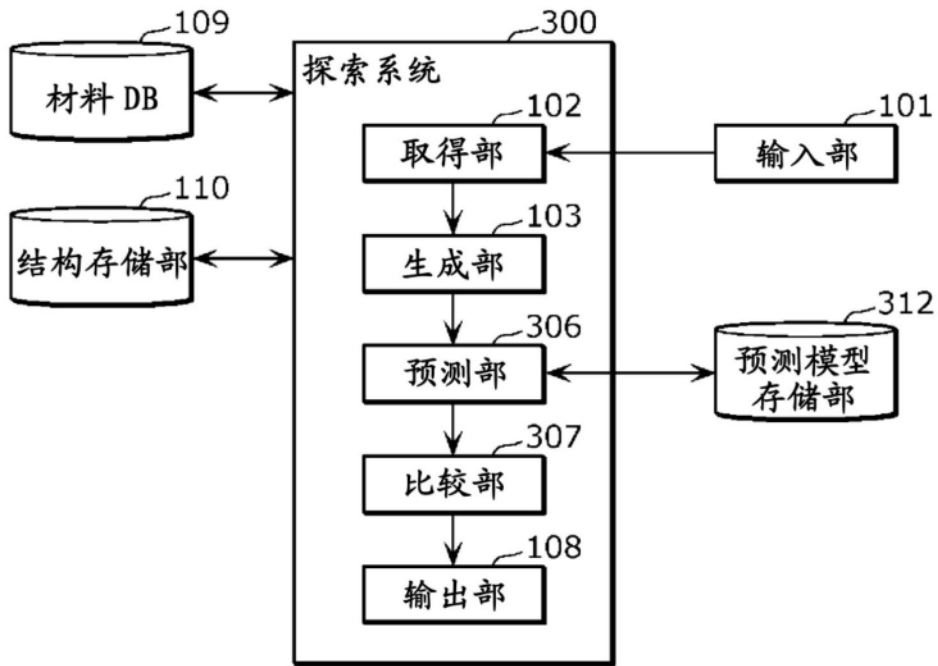 109
材料 DB
110
结构存储部
300
探索系统
102
取得部
103
生成部
306
预测部
307
比较部
108
输出部
101
输入部
312
预测模型
存储部